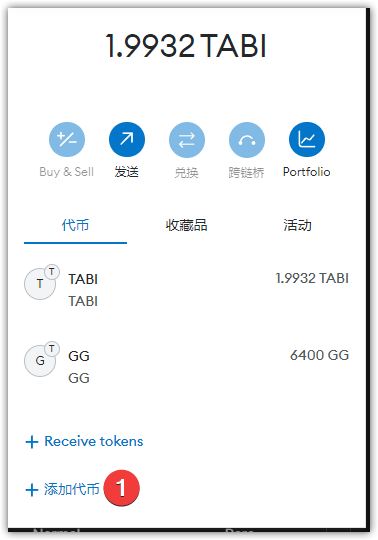 1.9932 TABI
Buy & Sell 发送 兑换 跨链桥 Portfolio
代币 收藏品 活动
T T TABI 1.9932 TABI
TABI
G T GG 6400 GG
GG
+ Receive tokens
+ 添加代币 1